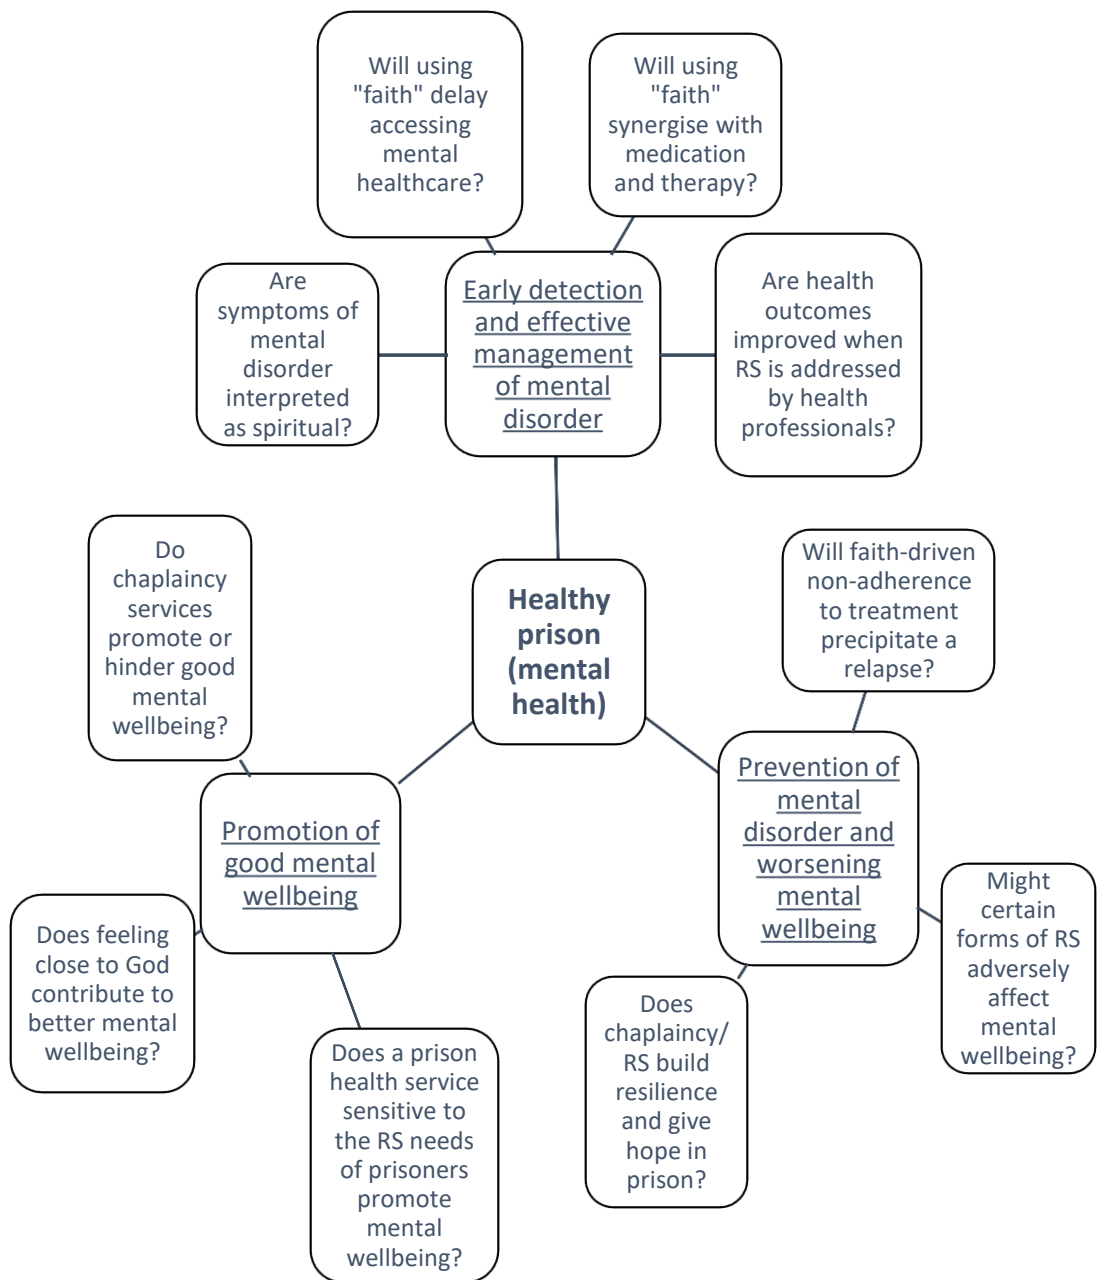 Will using
"faith" delay
accessing
mental
healthcare?
Will using
"faith"
synergise with
medication
and therapy?
Are
symptoms of
mental
disorder
interpreted
as spiritual?
Early detection
and effective
management
of mental
disorder
Are health
outcomes
improved when
RS is addressed
by health
professionals?
Healthy
prison
(mental
health)
Do
chaplaincy
services
promote or
hinder good
mental
wellbeing?
Will faith-driven
non-adherence
to treatment
precipitate a
relapse?
Promotion of
good mental
wellbeing
Prevention of
mental
disorder and
worsening
mental
wellbeing
Does feeling
close to God
contribute to
better mental
wellbeing?
Might
certain
forms of RS
adversely
affect
mental
wellbeing?
Does a prison
health service
sensitive to
the RS needs
of prisoners
promote
mental
wellbeing?
Does
chaplaincy/
RS build
resilience
and give
hope in
prison?